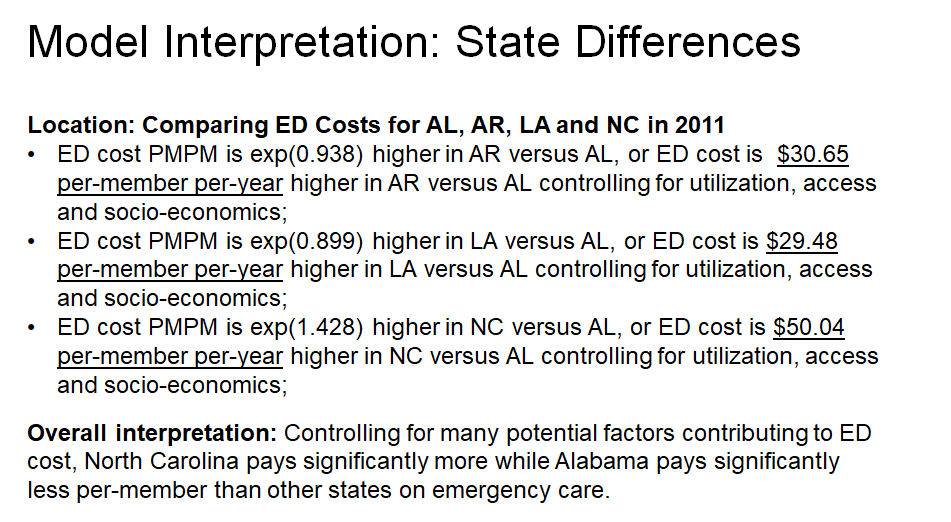 Model Interpretation: State Differences
Location: Comparing ED Costs for AL, AR, LA and NC in 2011
• ED cost PMPM is exp(0.938) higher in AR versus AL, or ED cost is $30.65
per-member per-year higher in AR versus AL controlling for utilization, access
and socio-economics;
• ED cost PMPM is exp(0.899) higher in LA versus AL, or ED cost is $29.48
per-member per-year higher in LA versus AL controlling for utilization, access
and socio-economics;
• ED cost PMPM is exp(1.428) higher in NC versus AL, or ED cost is $50.04
per-member per-year higher in NC versus AL controlling for utilization, access
and socio-economics;
Overall interpretation: Controlling for many potential factors contributing to ED
cost, North Carolina pays significantly more while Alabama pays significantly
less per-member than other states on emergency care.